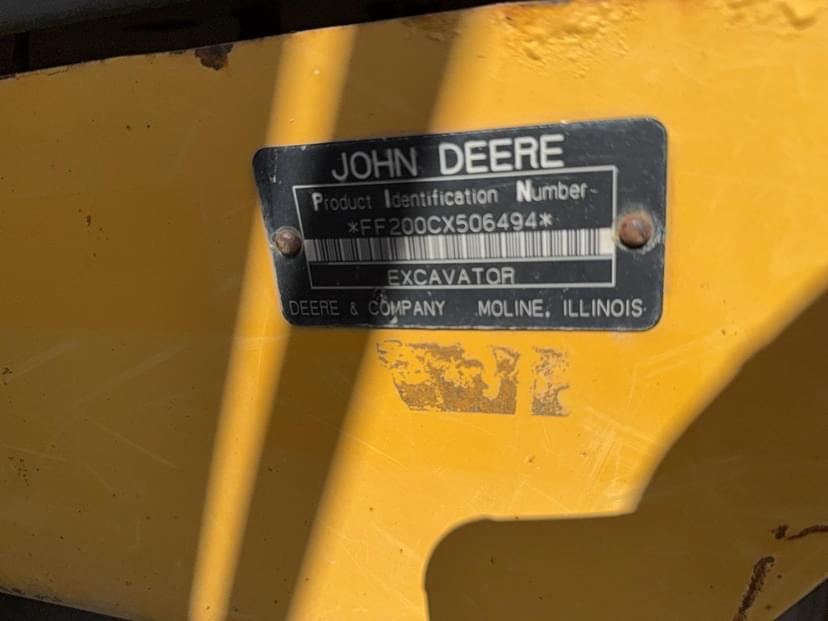 JOHN DEERE
Product Identification Number
*FF200CX506494*
EXCAVATOR
DEERE & COMPANY MOLINE, ILLINOIS